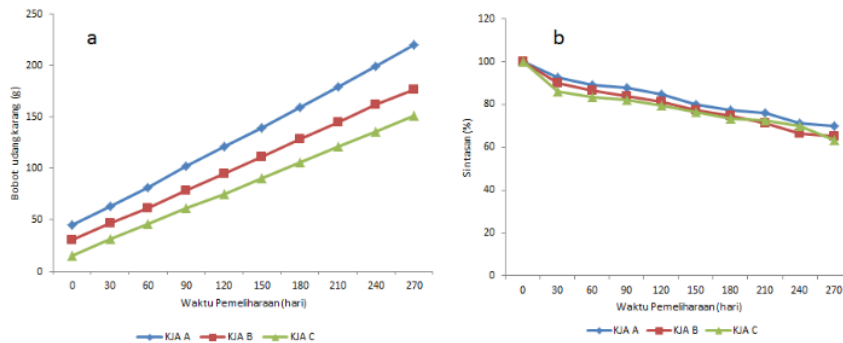 a
250
200
150
100
50
0
Bobot udang karang (g)
0 30 60 90 120 150 180 210 240 270
Waktu Pemeliharaan (hari)
KJA A KJA B KJA C
b
120
100
80
60
40
20
0
Sintasan (%)
0 30 60 90 120 150 180 210 240 270
Waktu Pemeliharaan (hari)
KJA A KJA B KJA C